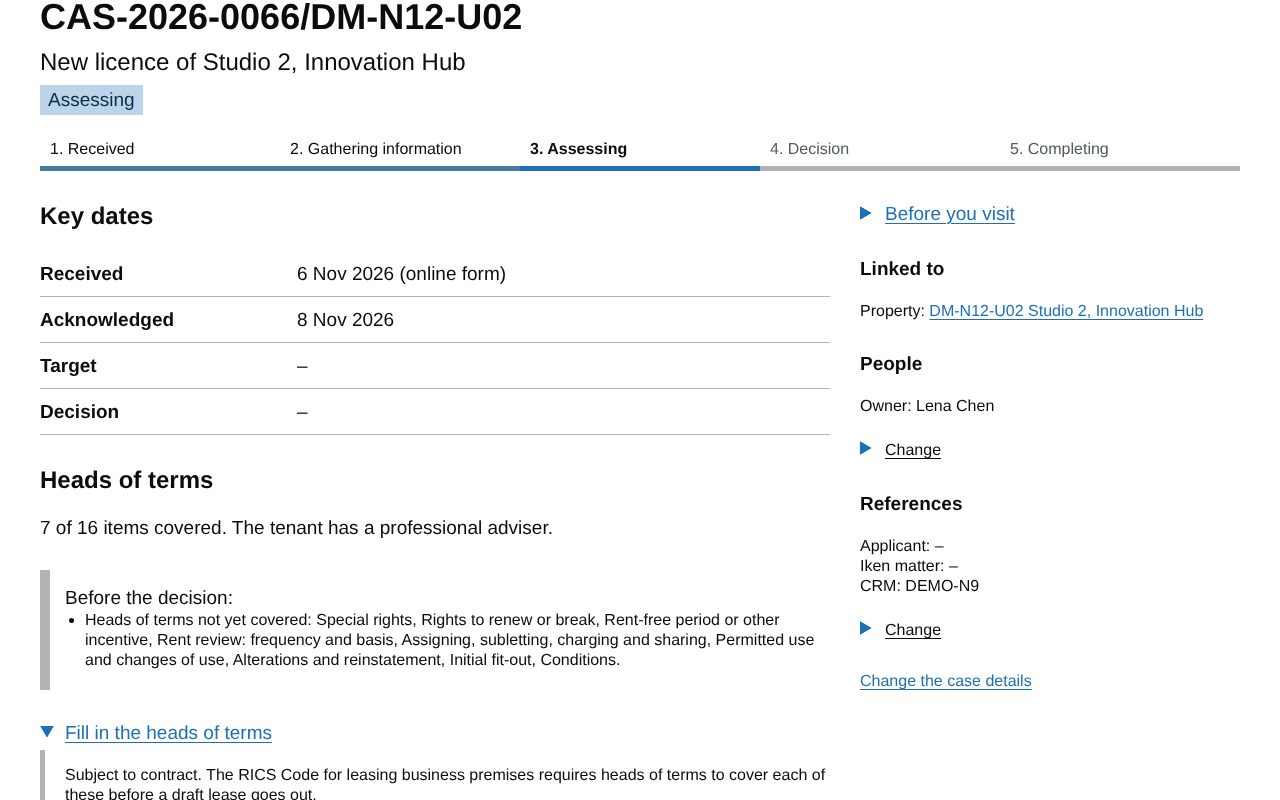 CAS-2026-0066/DM-N12-U02
New licence of Studio 2, Innovation Hub
Assessing
1. Received
2. Gathering information
3. Assessing
4. Decision
5. Completing
Key dates
Received 6 Nov 2026 (online form)
Acknowledged 8 Nov 2026
Target –
Decision –
Heads of terms
7 of 16 items covered. The tenant has a professional adviser.
Before the decision:
• Heads of terms not yet covered: Special rights, Rights to renew or break, Rent-free period or other
incentive, Rent review: frequency and basis, Assigning, subletting, charging and sharing, Permitted use
and changes of use, Alterations and reinstatement, Initial fit-out, Conditions.
Fill in the heads of terms
Subject to contract. The RICS Code for leasing business premises requires heads of terms to cover each of
these before a draft lease goes out.
Before you visit
Linked to
Property: DM-N12-U02 Studio 2, Innovation Hub
People
Owner: Lena Chen
Change
References
Applicant: –
Iken matter: –
CRM: DEMO-N9
Change
Change the case details